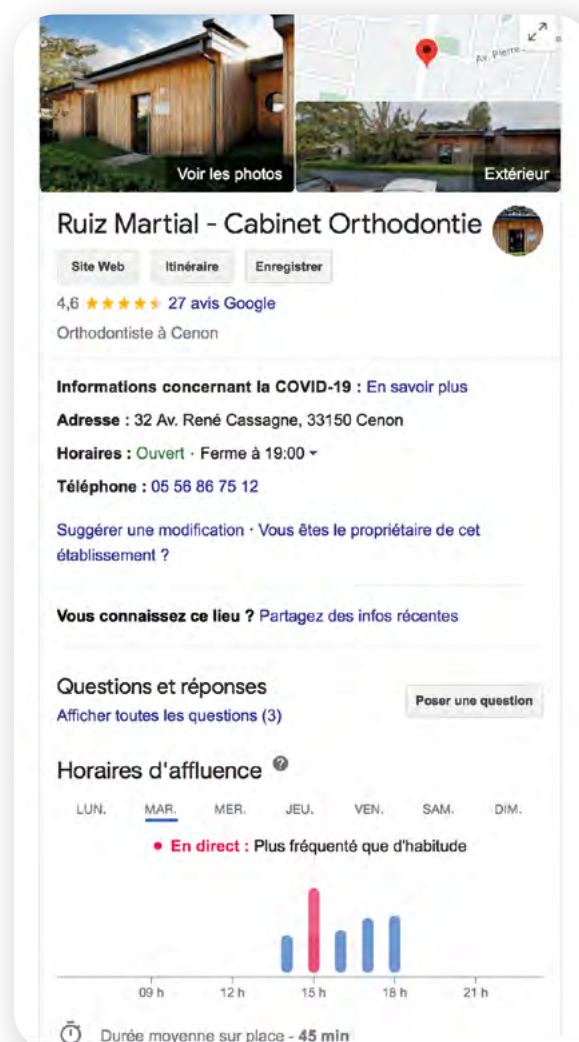 Av. Pierre
Voir les photos
Extérieur
Ruiz Martial - Cabinet Orthodontie
Site Web
Itinéraire
Enregistrer
4,6 ★★★★★ 27 avis Google
Orthodontiste à Cenon
Informations concernant la COVID-19 : En savoir plus
Adresse : 32 Av. René Cassagne, 33150 Cenon
Horaires : Ouvert · Ferme à 19:00
Téléphone : 05 56 86 75 12
Suggérer une modification · Vous êtes le propriétaire de cet
établissement ?
Vous connaissez ce lieu ? Partagez des infos récentes
Questions et réponses
Afficher toutes les questions (3)
Poser une question
Horaires d'affluence ?
LUN. MAR. MER. JEU. VEN. SAM. DIM.
• En direct : Plus fréquenté que d'habitude
09 h 12 h 15 h 18 h 21 h
Durée moyenne sur place - 45 min